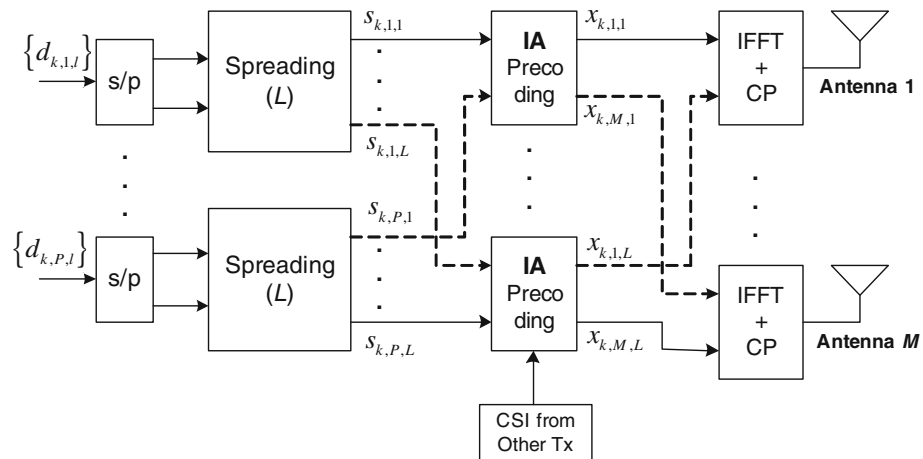 {d_{k,1,l}}
s/p
Spreading
(L)
s_{k,1,1}
s_{k,1,L}
IA
Preco
ding
x_{k,1,1}
x_{k,M,1}
IFFT
+
CP
Antenna 1
{d_{k,P,l}}
s/p
Spreading
(L)
s_{k,P,1}
s_{k,P,L}
IA
Preco
ding
x_{k,1,L}
x_{k,M,L}
IFFT
+
CP
Antenna M
CSI from
Other Tx